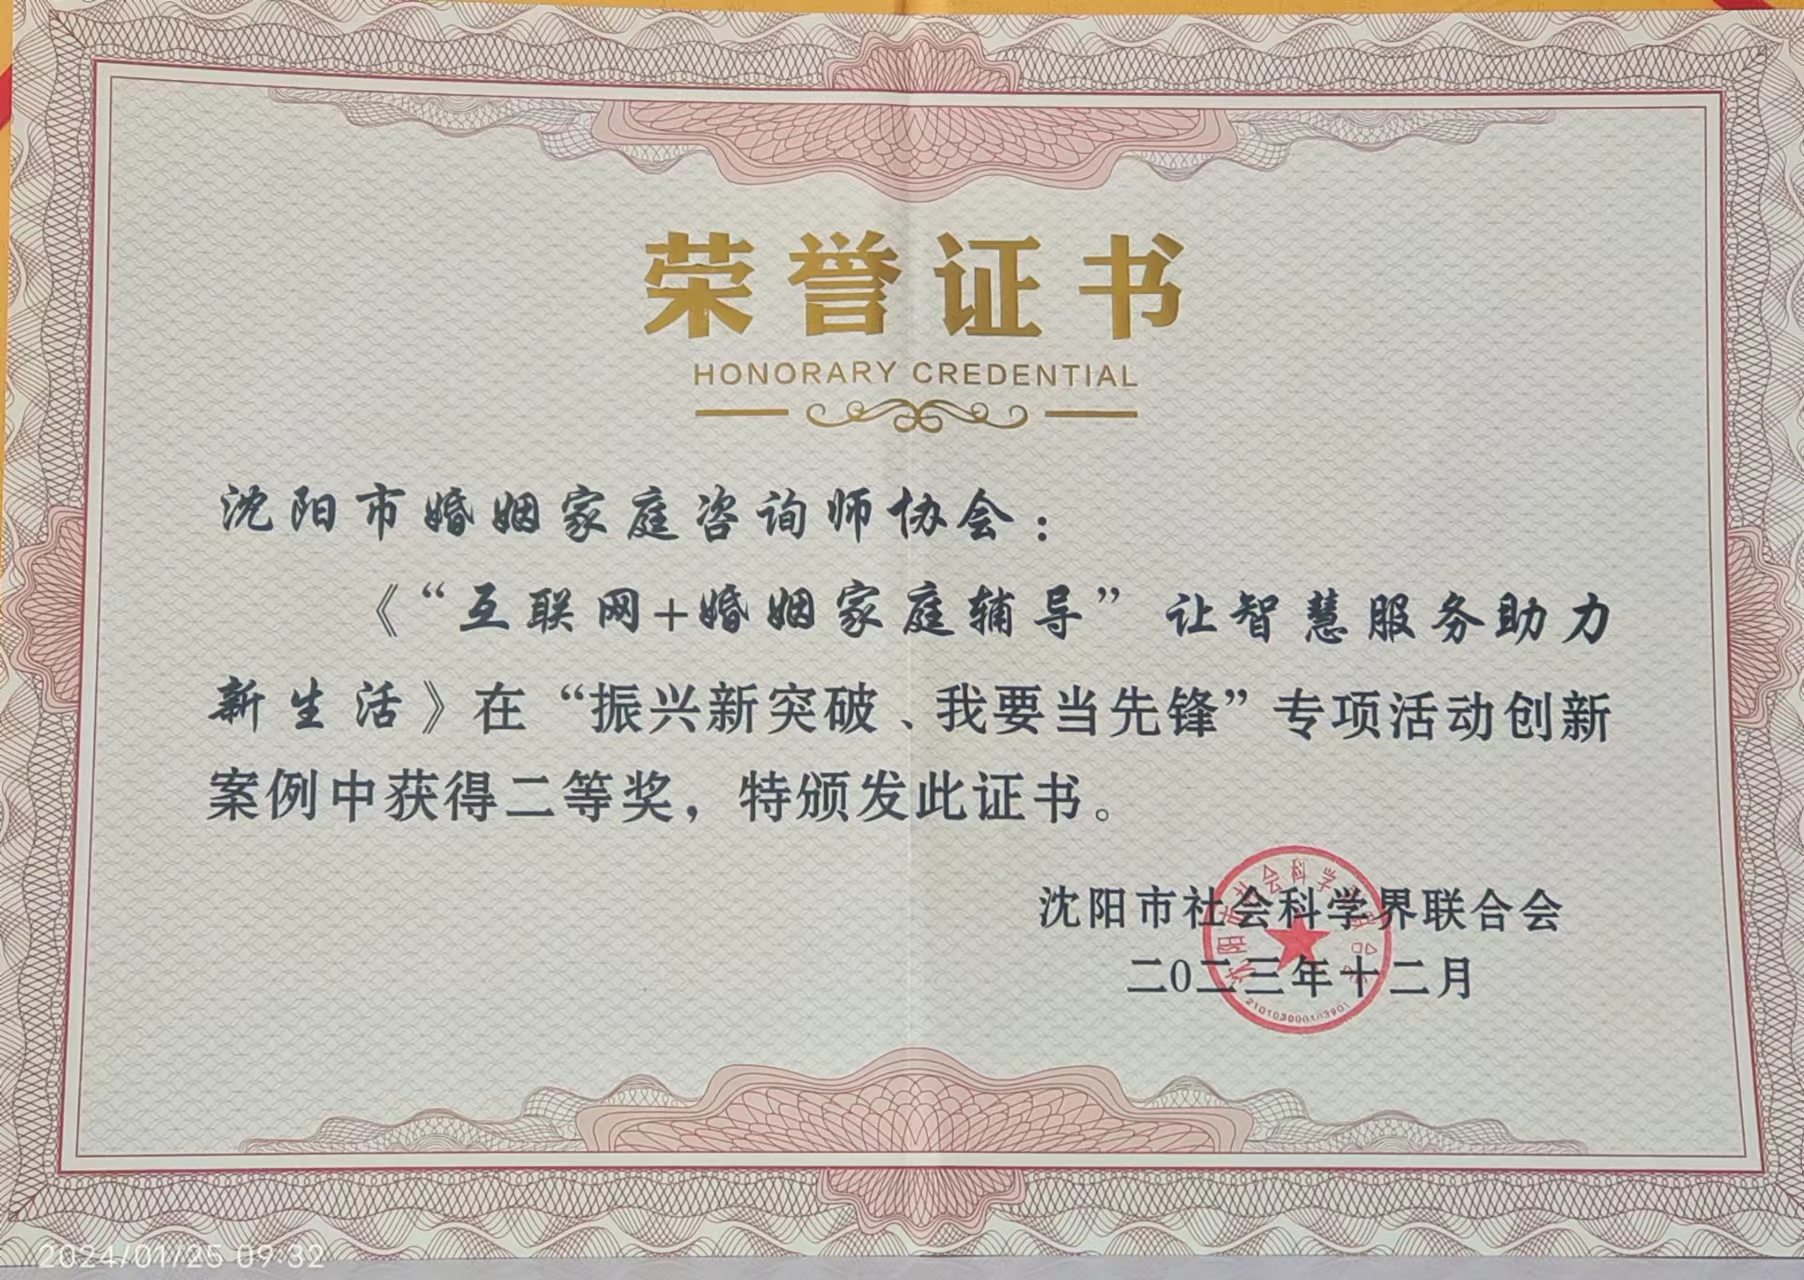 荣誉证书
HONORARY CREDENTIAL
沈阳市婚姻家庭咨询师协会：
《“互联网+婚姻家庭辅导”让智慧服务助力
新生活》在“振兴新突破、我要当先锋”专项活动创新
案例中获得二等奖，特颁发此证书。
沈阳市社会科学界联合会
二0二三年十二月
2024/01/25 09:32